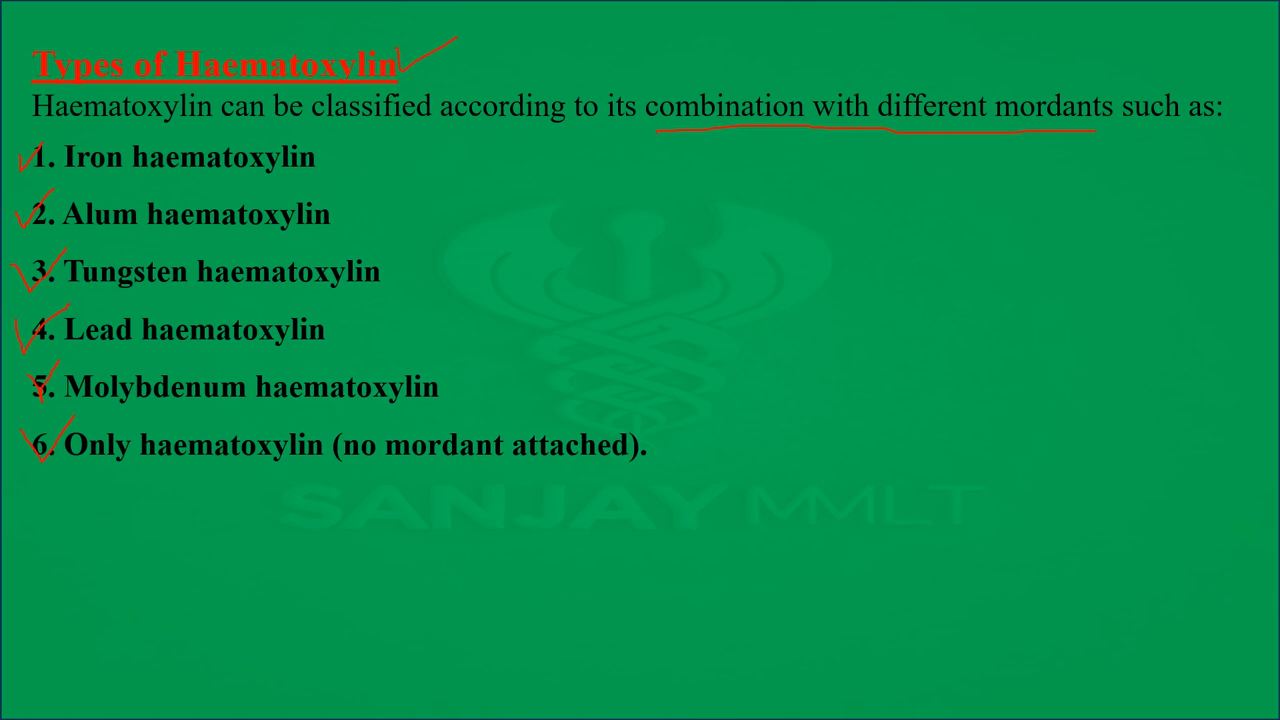 Types of Haematoxylin
Haematoxylin can be classified according to its combination with different mordants such as:
1. Iron haematoxylin
2. Alum haematoxylin
3. Tungsten haematoxylin
4. Lead haematoxylin
5. Molybdenum haematoxylin
6. Only haematoxylin (no mordant attached).
SANJAY MMLT